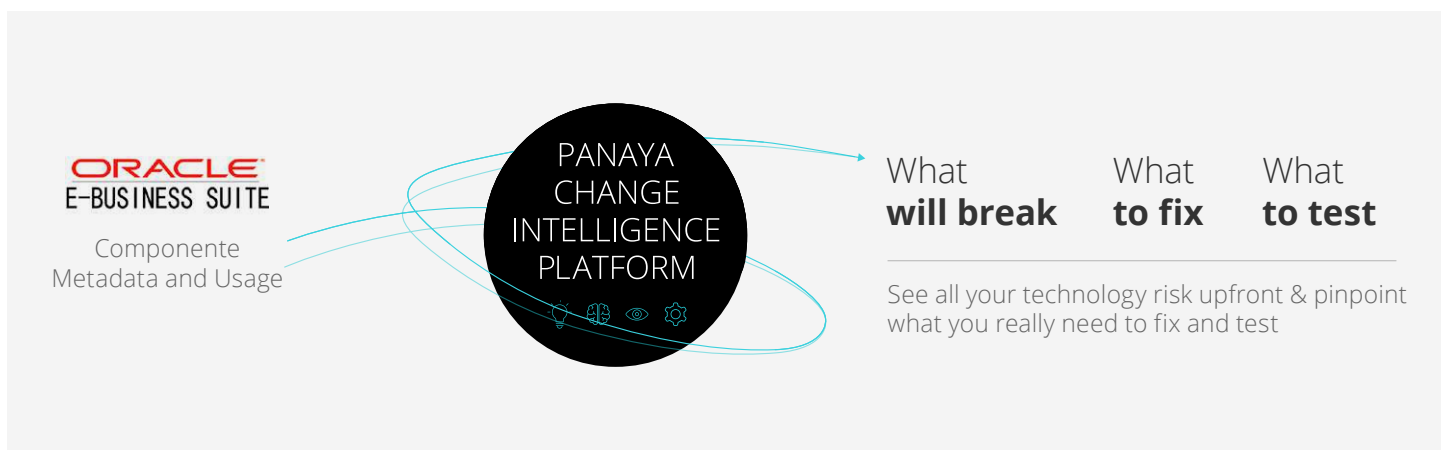 ORACLE
E-BUSINESS SUITE
Componente
Metadata and Usage
PANAYA
CHANGE
INTELLIGENCE
PLATFORM
What
will break
What
to fix
What
to test
See all your technology risk upfront & pinpoint
what you really need to fix and test